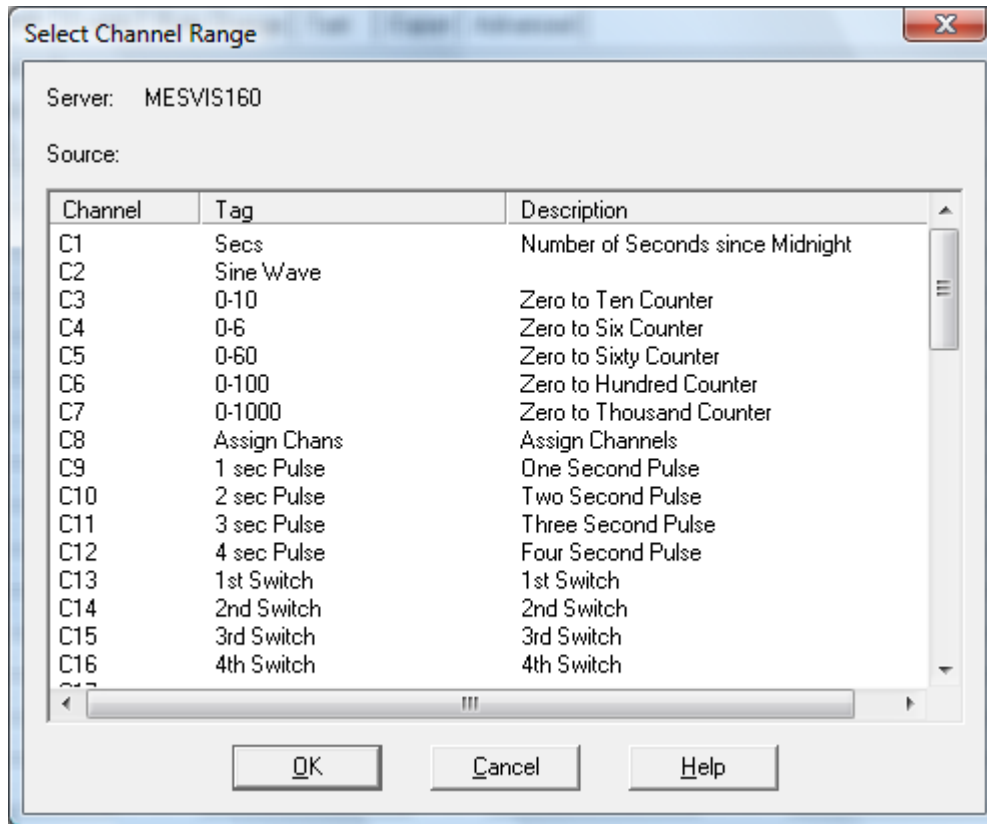 Select Channel Range
Server: MESVIS160
Source:
Channel Tag Description
C1 Secs Number of Seconds since Midnight
C2 Sine Wave
C3 0-10 Zero to Ten Counter
C4 0-6 Zero to Six Counter
C5 0-60 Zero to Sixty Counter
C6 0-100 Zero to Hundred Counter
C7 0-1000 Zero to Thousand Counter
C8 Assign Chans Assign Channels
C9 1 sec Pulse One Second Pulse
C10 2 sec Pulse Two Second Pulse
C11 3 sec Pulse Three Second Pulse
C12 4 sec Pulse Four Second Pulse
C13 1st Switch 1st Switch
C14 2nd Switch 2nd Switch
C15 3rd Switch 3rd Switch
C16 4th Switch 4th Switch
OK Cancel Help